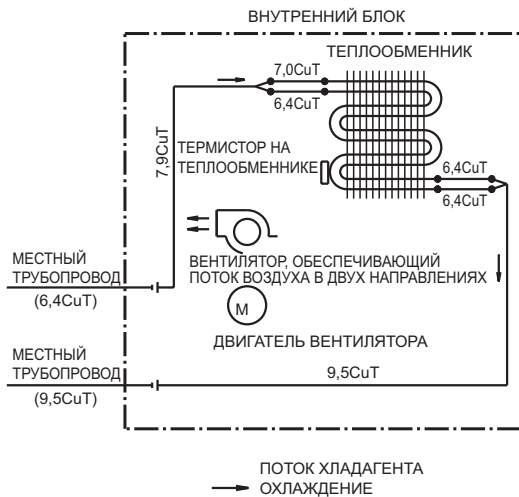 ВНУТРЕННИЙ БЛОК
ТЕПЛООБМЕННИК
7,0CuT
6,4CuT
7,9CuT
ТЕРМИСТОР НА
ТЕПЛООБМЕННИКЕ
6,4CuT
6,4CuT
ВЕНТИЛЯТОР, ОБЕСПЕЧИВАЮЩИЙ
ПОТОК ВОЗДУХА В ДВУХ НАПРАВЛЕНИЯХ
МЕСТНЫЙ
ТРУБОПРОВОД
(6,4CuT)
M
ДВИГАТЕЛЬ ВЕНТИЛЯТОРА
МЕСТНЫЙ
ТРУБОПРОВОД
(9,5CuT)
9,5CuT
ПОТОК ХЛАДАГЕНТА
ОХЛАЖДЕНИЕ